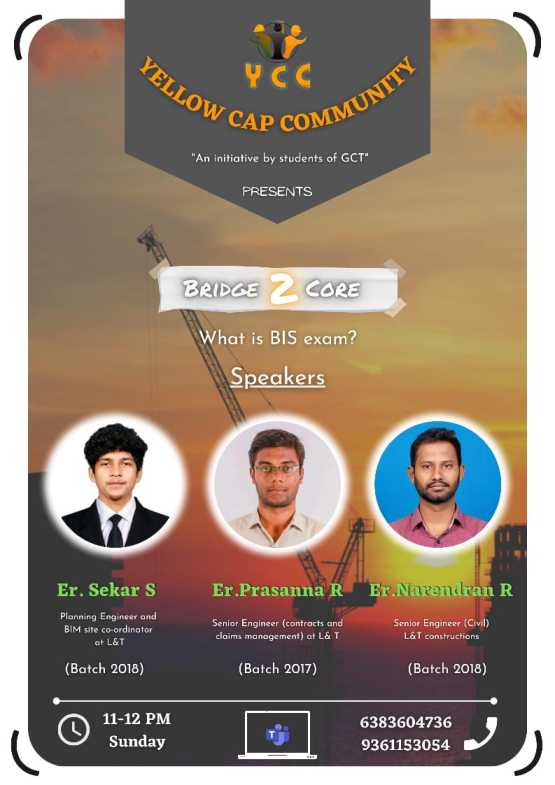 YCC
YELLOW CAP COMMUNITY
"An initiative by students of GCT"
PRESENTS
BRIDGE 2 CORE
What is BIS exam?
Speakers
Er. Sekar S
Planning Engineer and
BIM site co-ordinator
at L&T
(Batch 2018)
Er.Prasanna R
Senior Engineer (contracts and
claims management) at L& T
(Batch 2017)
Er.Narendran R
Senior Engineer (Civil)
L&T constructions
(Batch 2018)
11-12 PM
Sunday
6383604736
9361153054